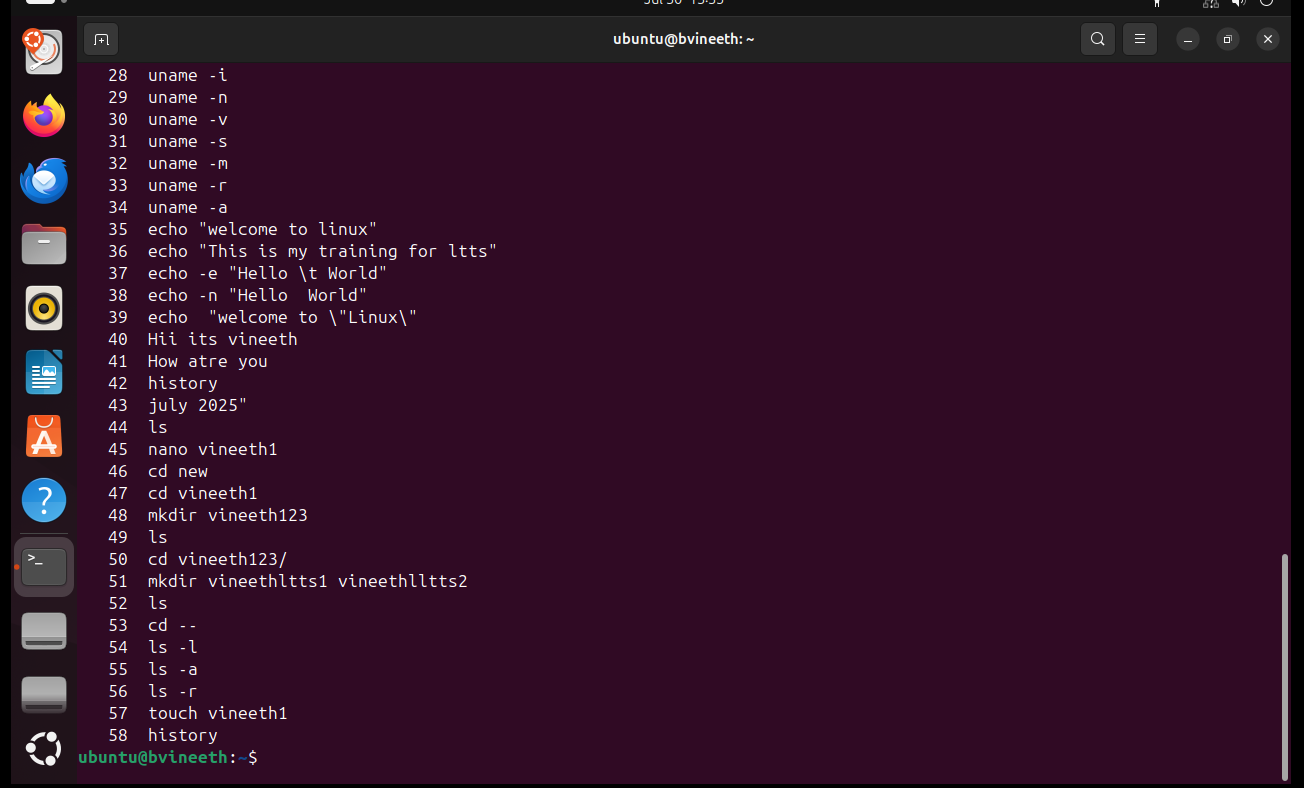 Jul 30 15:55
ubuntu@bvineeth: ~
28 uname -i
29 uname -n
30 uname -v
31 uname -s
32 uname -m
33 uname -r
34 uname -a
35 echo "welcome to linux"
36 echo "This is my training for ltts"
37 echo -e "Hello \t World"
38 echo -n "Hello  World"
39 echo  "welcome to \"Linux\"
40 Hii its vineeth
41 How atre you
42 history
43 july 2025"
44 ls
45 nano vineeth1
46 cd new
47 cd vineeth1
48 mkdir vineeth123
49 ls
50 cd vineeth123/
51 mkdir vineethltts1 vineethlltts2
52 ls
53 cd --
54 ls -l
55 ls -a
56 ls -r
57 touch vineeth1
58 history
ubuntu@bvineeth:~$